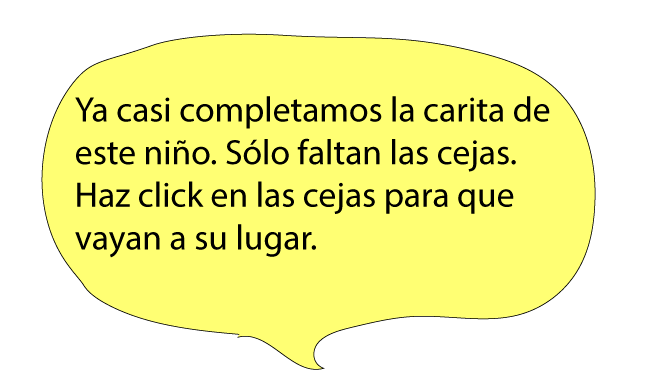 Ya casi completamos la carita de
este niño. Sólo faltan las cejas.
Haz click en las cejas para que
vayan a su lugar.